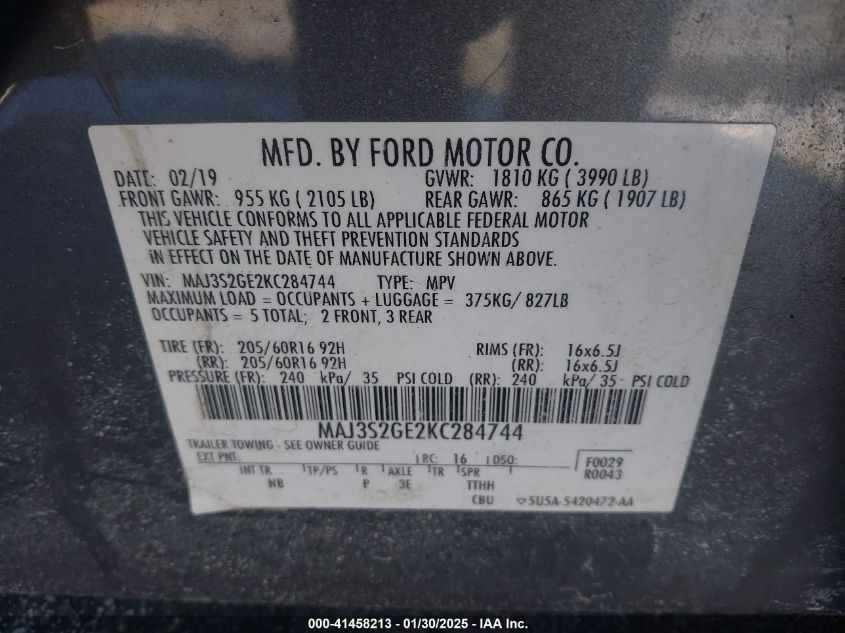 MFD. BY FORD MOTOR CO.
DATE: 02/19 GVWR: 1810 KG ( 3990 LB)
FRONT GAWR: 955 KG ( 2105 LB) REAR GAWR: 865 KG ( 1907 LB)
THIS VEHICLE CONFORMS TO ALL APPLICABLE FEDERAL MOTOR
VEHICLE SAFETY AND THEFT PREVENTION STANDARDS
IN EFFECT ON THE DATE OF MANUFACTURE SHOWN ABOVE.
VIN: MAJ3S2GE2KC284744 TYPE: MPV
MAXIMUM LOAD = OCCUPANTS + LUGGAGE = 375KG/ 827LB
OCCUPANTS = 5 TOTAL; 2 FRONT, 3 REAR
TIRE (FR): 205/60R16 92H RIMS (FR): 16x6.5J
(RR): 205/60R16 92H (RR): 16x6.5J
PRESSURE (FR): 240 kPa/ 35 PSI COLD (RR): 240 kPa/ 35 PSI COLD
MAJ3S2GE2KC284744
TRAILER TOWING - SEE OWNER GUIDE
EXT PNT: RC: 16 DSO: F0029
INT TR TP/PS R AXLE TR SPR R0043
NB P 3E TTHH
CBU 5U5A-5420472-AA
000-41458213 - 01/30/2025 - IAA Inc.